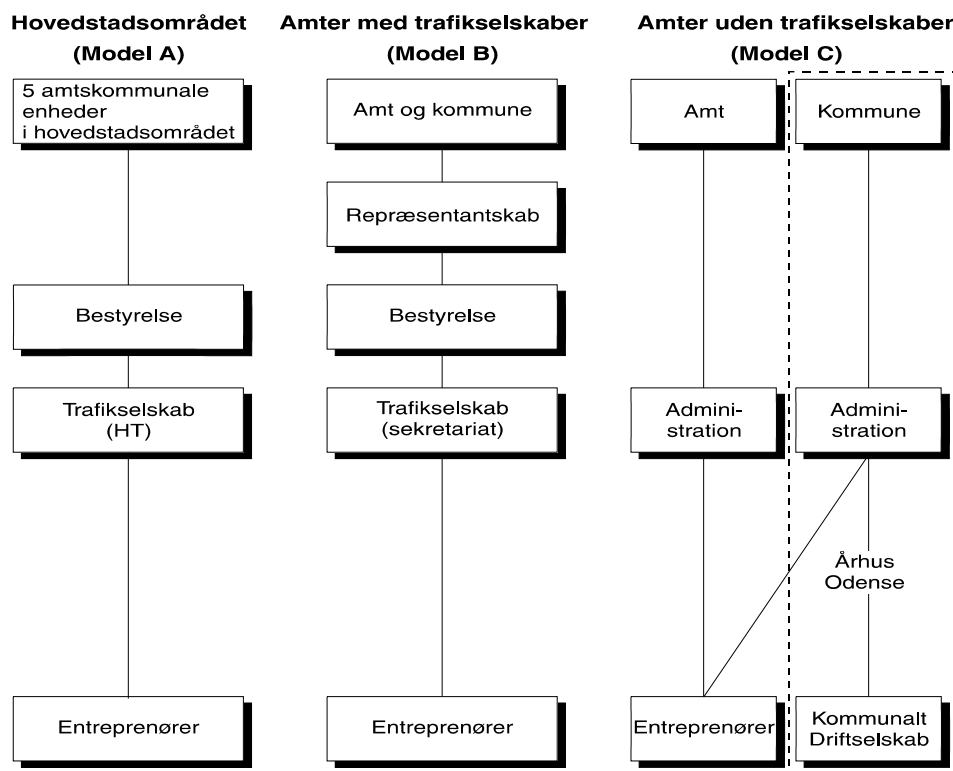 Hovedstadsområdet
(Model A)
5 amtskommunale
enheder
i hovedstadsområdet
Bestyrelse
Trafikselskab
(HT)
Entreprenører
Amter med trafikselskaber
(Model B)
Amt og kommune
Repræsentantskab
Bestyrelse
Trafikselskab
(sekretariat)
Entreprenører
Amter uden trafikselskaber
(Model C)
Amt
Admini-
stration
Entreprenører
Kommune
Admini-
stration
Århus
Odense
Kommunalt
Driftselskab